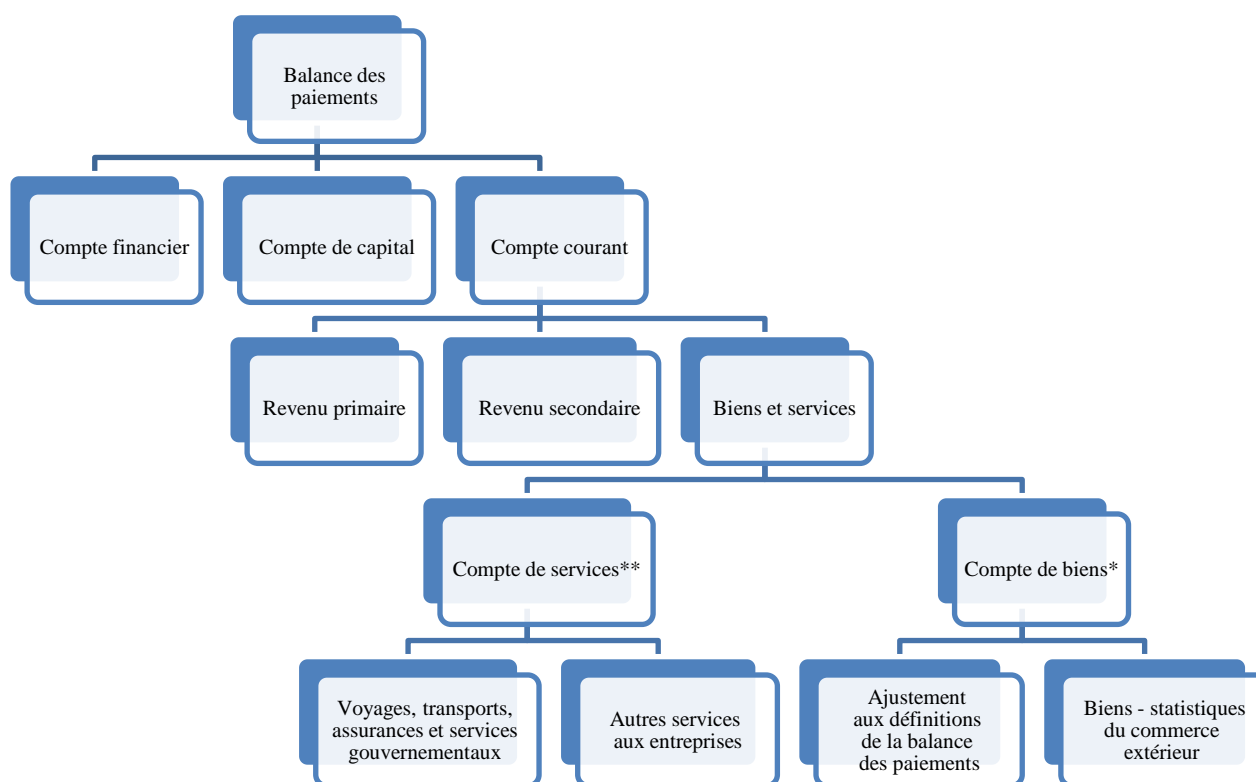 Balance des
paiements
Compte financier
Compte de capital
Compte courant
Revenu primaire
Revenu secondaire
Biens et services
Compte de services**
Compte de biens*
Voyages, transports,
assurances et services
gouvernementaux
Autres services
aux entreprises
Ajustement
aux définitions
de la balance
des paiements
Biens - statistiques
du commerce
extérieur